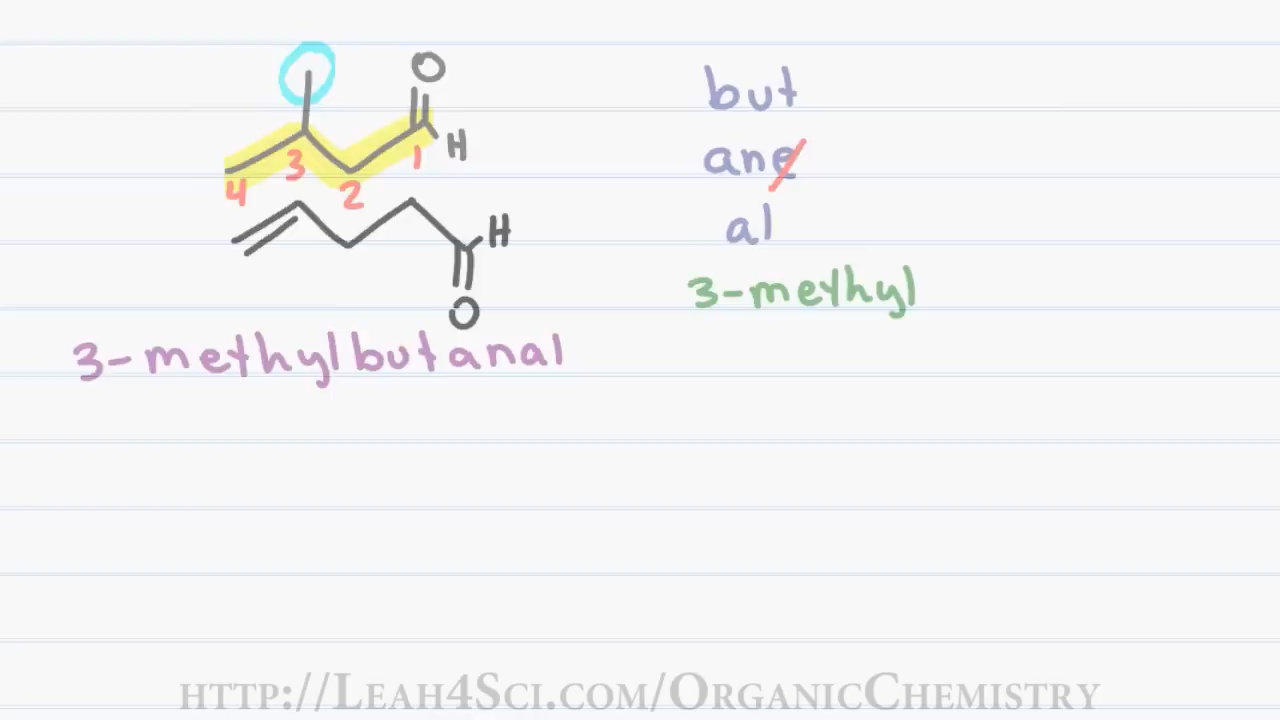 O
H
4 3 2 1
H
O
but
ane
al
3-methyl
3-methylbutanal
http://Leah4Sci.com/OrganicChemistry